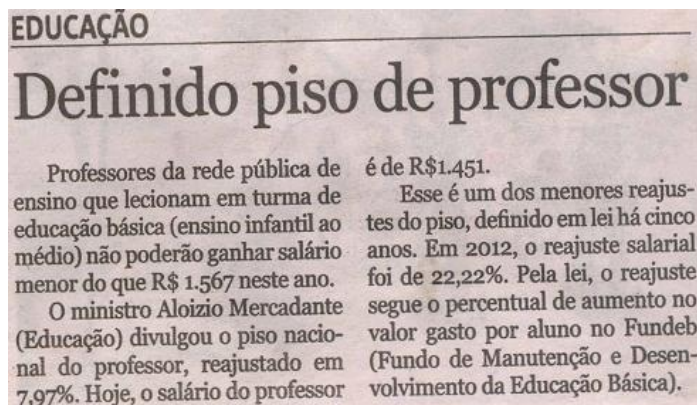 EDUCAÇÃO
Definido piso de professor
Professores da rede pública de
ensino que lecionam em turma de
educação básica (ensino infantil ao
médio) não poderão ganhar salário
menor do que R$ 1.567 neste ano.
O ministro Aloizio Mercadante
(Educação) divulgou o piso nacio-
nal do professor, reajustado em
7,97%. Hoje, o salário do professor
é de R$1.451.
Esse é um dos menores reajus-
tes do piso, definido em lei há cinco
anos. Em 2012, o reajuste salarial
foi de 22,22%. Pela lei, o reajuste
segue o percentual de aumento no
valor gasto por aluno no Fundeb
(Fundo de Manutenção e Desen-
volvimento da Educação Básica).